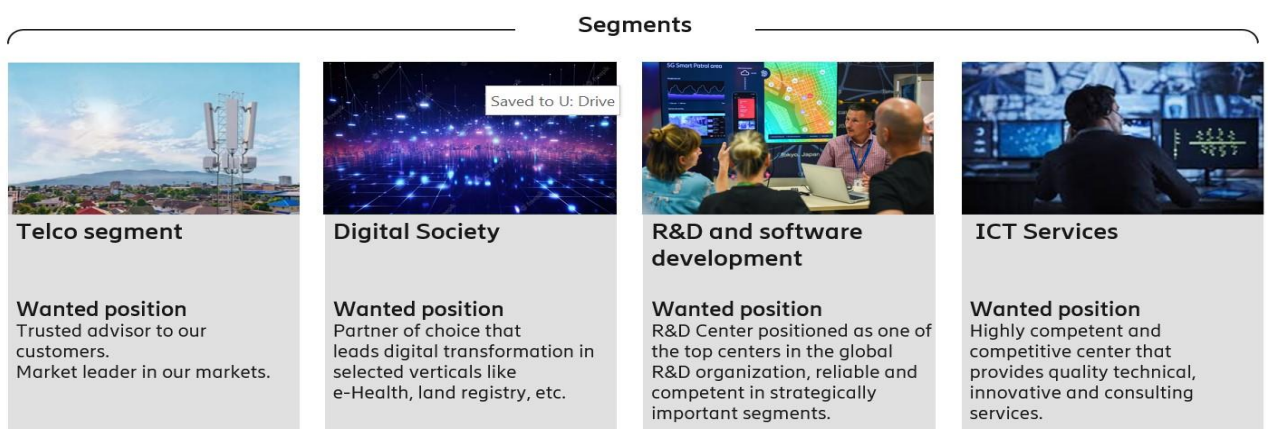 Segments
Saved to U: Drive
5G Smart Patrol area
Tokyo, Japan
Telco segment
Wanted position
Trusted advisor to our
customers.
Market leader in our markets.
Digital Society
Wanted position
Partner of choice that
leads digital transformation in
selected verticals like
e-Health, land registry, etc.
R&D and software
development
Wanted position
R&D Center positioned as one of
the top centers in the global
R&D organization, reliable and
competent in strategically
important segments.
ICT Services
Wanted position
Highly competent and
competitive center that
provides quality technical,
innovative and consulting
services.